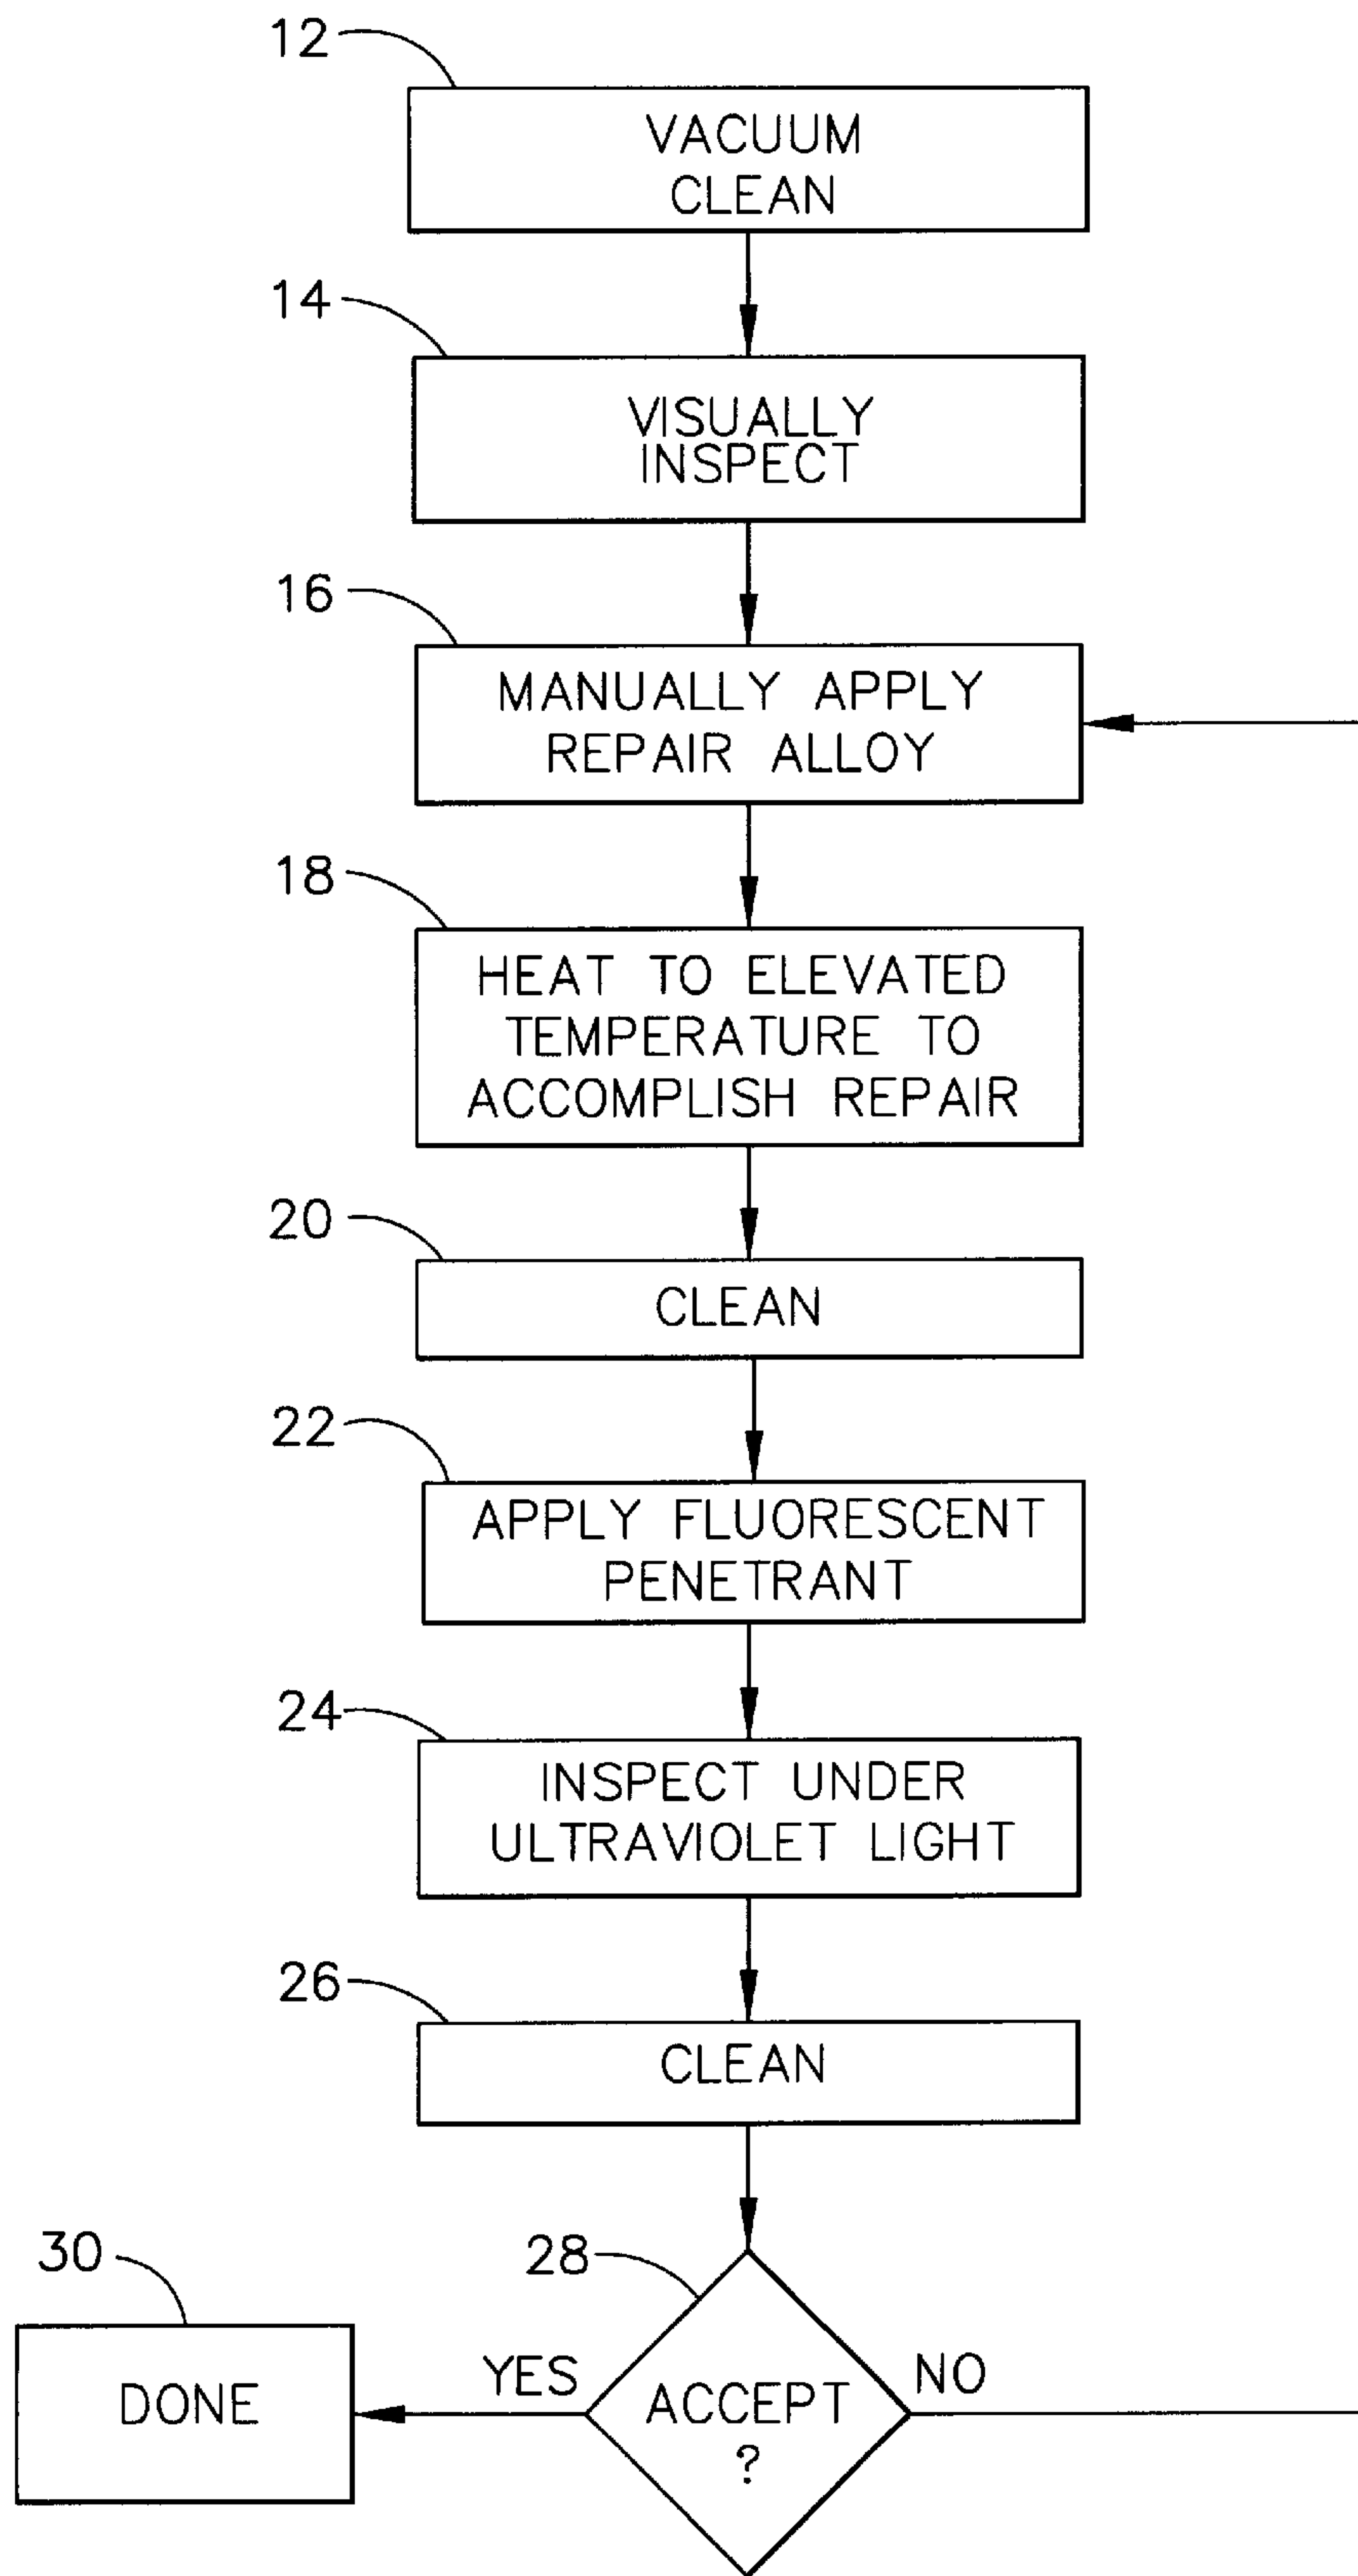 12
VACUUM
CLEAN
14
VISUALLY
INSPECT
16
MANUALLY APPLY
REPAIR ALLOY
18
HEAT TO ELEVATED
TEMPERATURE TO
ACCOMPLISH REPAIR
20
CLEAN
22
APPLY FLUORESCENT
PENETRANT
24
INSPECT UNDER
ULTRAVIOLET LIGHT
26
CLEAN
30
DONE
28
YES
NO
ACCEPT
?